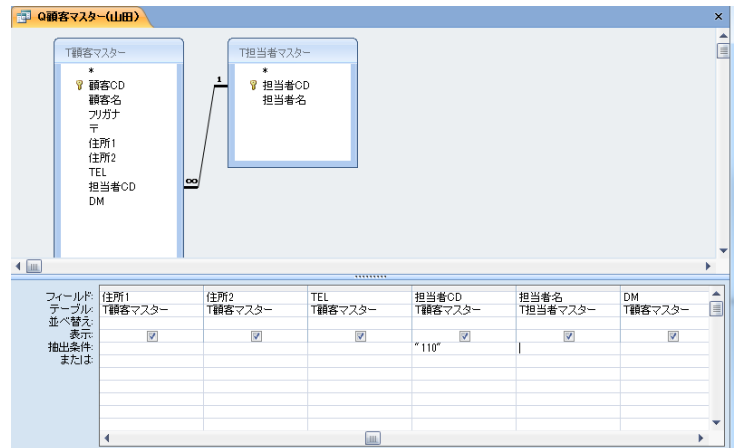 Q顧客マスター(山田)
T顧客マスター
*
顧客CD
顧客名
フリガナ
〒
住所1
住所2
TEL
担当者CD
DM
T担当者マスター
*
担当者CD
担当者名
1
∞
フィールド: 住所1 住所2 TEL 担当者CD 担当者名 DM
テーブル: T顧客マスター T顧客マスター T顧客マスター T顧客マスター T担当者マスター T顧客マスター
並べ替え:
表示:
抽出条件: "110"
または: